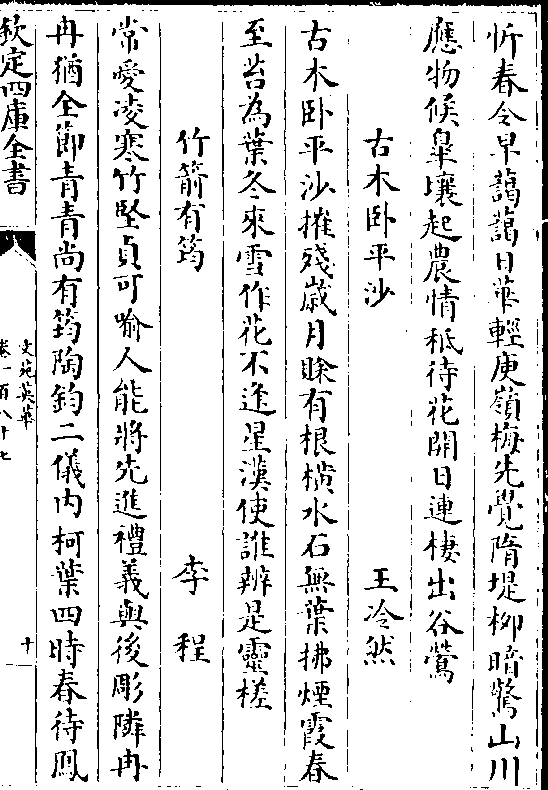 忻春令早藹藹日華輕庾嶺梅先覺隋堤柳暗驚山川
應物候臯壤起農情秪待花開日連棲出谷鶯
古木卧平沙 王泠然
古木卧平沙摧殘歳月賖有根横水石無葉拂煙霞春
至苔為葉冬來雪作花不逢星漢使誰辨是靈槎
竹箭有筠 李程
常愛凌寒竹堅貞可喻人能將先進禮義與後彫隣冉
冉猶全節青青尚有筠陶鈞二儀内柯葉四時春待鳳
欽定四庫全書
文苑英華
卷一百八十七
十